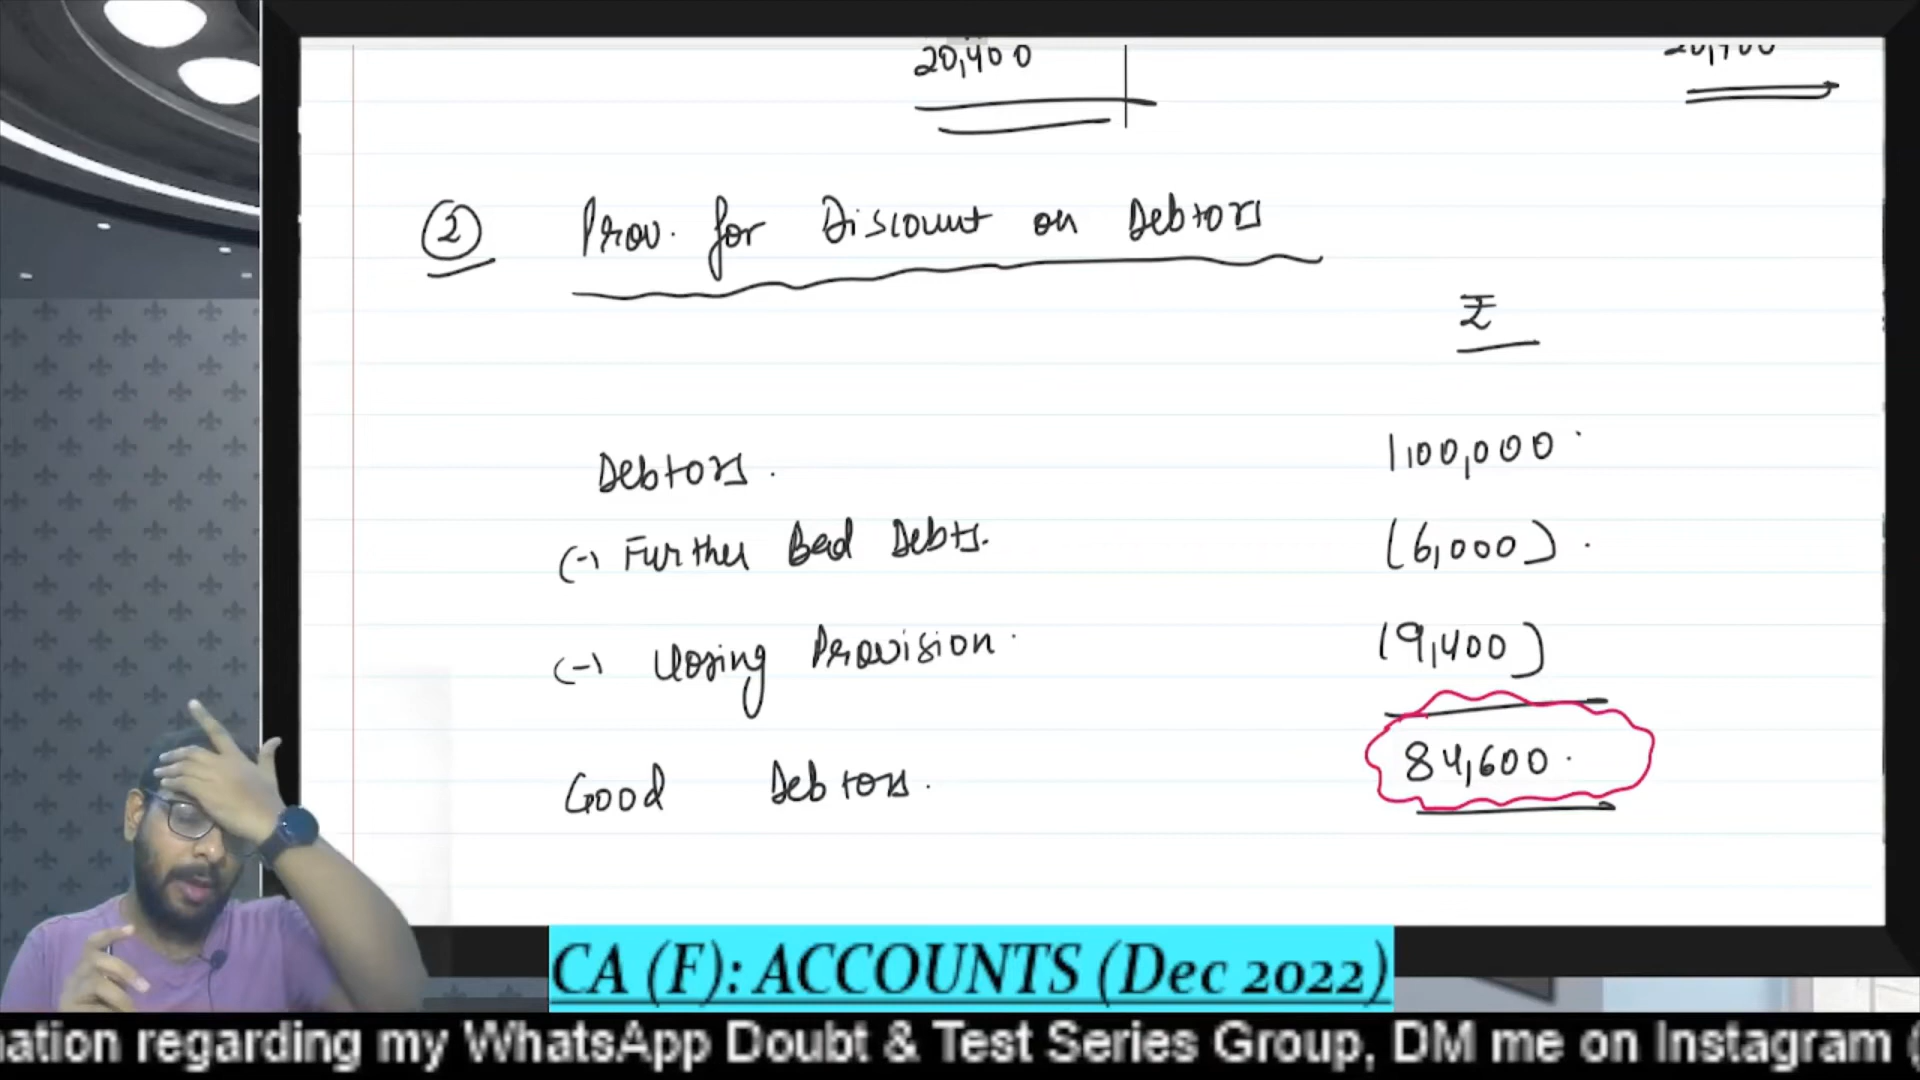 20,400
② Prov. for Discount on Debtors
₹
Debtors. 1,00,000
(-) Further Bad Debts. (6,000)
(-) Closing Provision. (9,400)
Good Debtors. 84,600
CA (F): ACCOUNTS (Dec 2022)
ation regarding my WhatsApp Doubt & Test Series Group, DM me on Instagram (